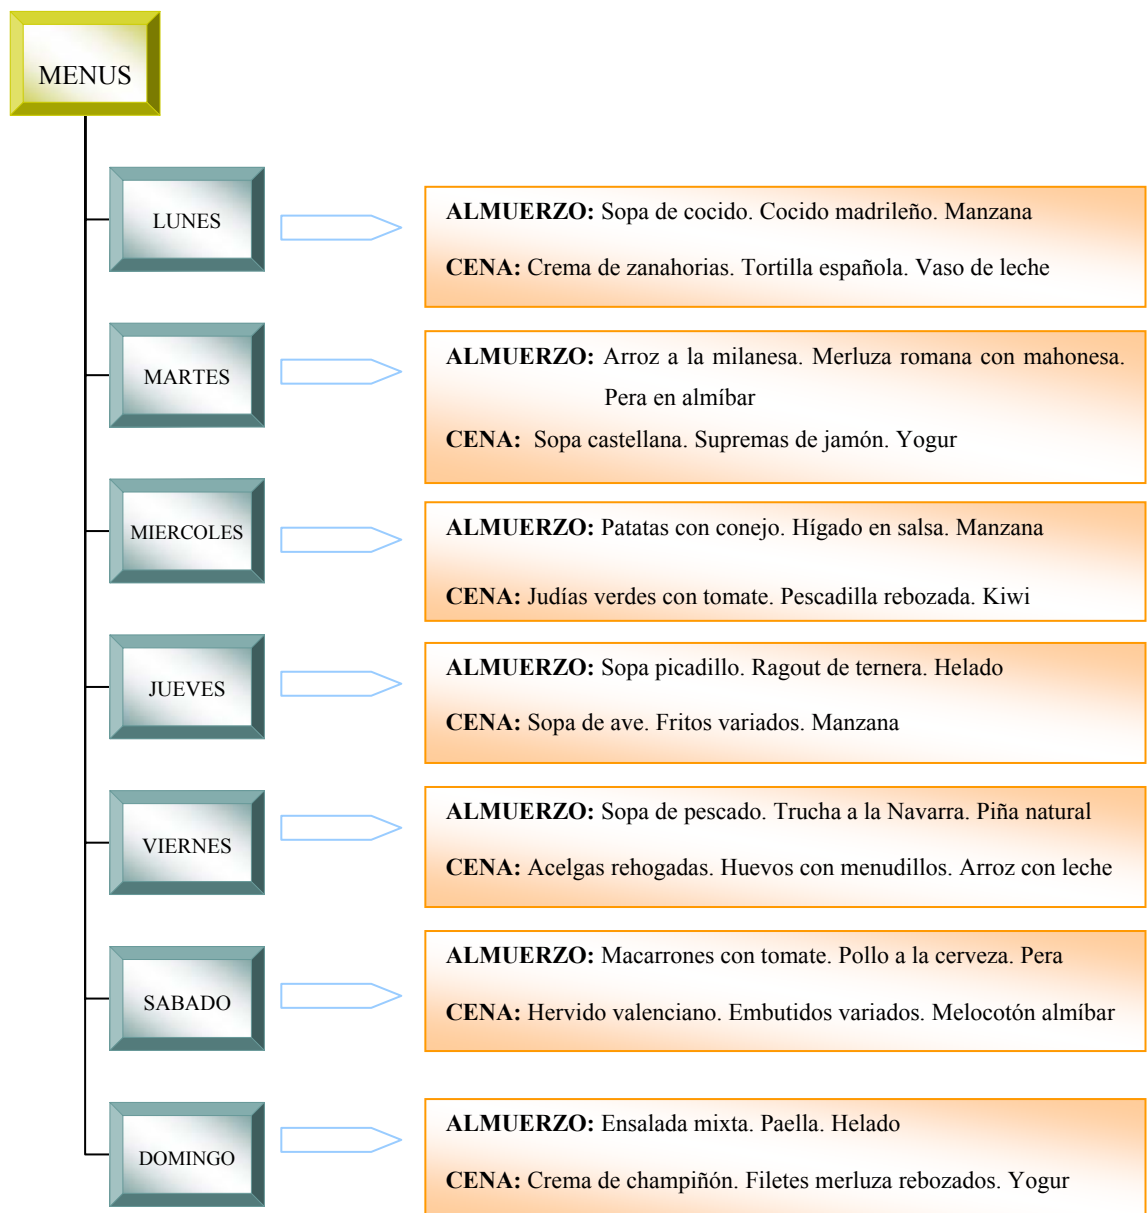 MENUS
LUNES
ALMUERZO: Sopa de cocido. Cocido madrileño. Manzana
CENA: Crema de zanahorias. Tortilla española. Vaso de leche
MARTES
ALMUERZO: Arroz a la milanesa. Merluza romana con mahonesa.
Pera en almíbar
CENA: Sopa castellana. Supremas de jamón. Yogur
MIERCOLES
ALMUERZO: Patatas con conejo. Hígado en salsa. Manzana
CENA: Judías verdes con tomate. Pescadilla rebozada. Kiwi
JUEVES
ALMUERZO: Sopa picadillo. Ragout de ternera. Helado
CENA: Sopa de ave. Fritos variados. Manzana
VIERNES
ALMUERZO: Sopa de pescado. Trucha a la Navarra. Piña natural
CENA: Acelgas rehogadas. Huevos con menudillos. Arroz con leche
SABADO
ALMUERZO: Macarrones con tomate. Pollo a la cerveza. Pera
CENA: Hervido valenciano. Embutidos variados. Melocotón almíbar
DOMINGO
ALMUERZO: Ensalada mixta. Paella. Helado
CENA: Crema de champiñón. Filetes merluza rebozados. Yogur